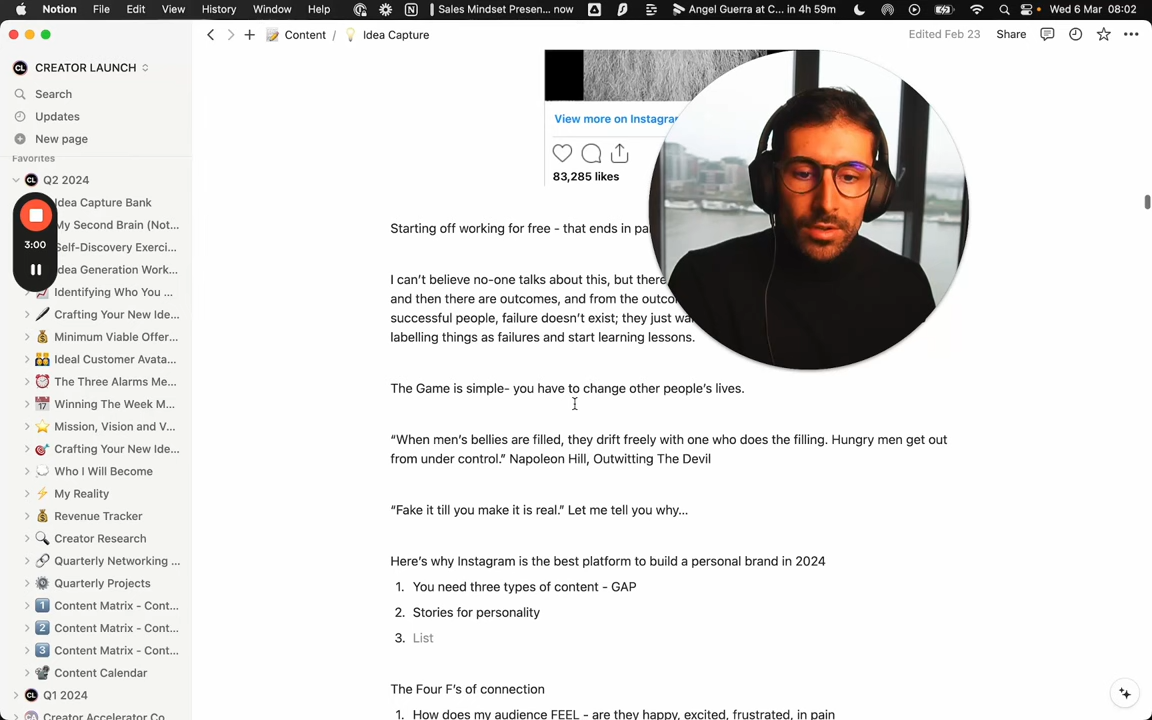 Notion File Edit View History Window Help Sales Mindset Presen... now Angel Guerra at C... in 4h 59m Wed 6 Mar 08:02
Content / Idea Capture Edited Feb 23 Share
CREATOR LAUNCH
Search
Updates
New page
Favorites
Q2 2024
Idea Capture Bank
My Second Brain (Not...
Self-Discovery Exerci...
3:00
Idea Generation Work...
Identifying Who You ...
Crafting Your New Ide...
Minimum Viable Offer...
Ideal Customer Avata...
The Three Alarms Me...
Winning The Week M...
Mission, Vision and V...
Crafting Your New Ide...
Who I Will Become
My Reality
Revenue Tracker
Creator Research
Quarterly Networking ...
Quarterly Projects
1 Content Matrix - Cont...
2 Content Matrix - Cont...
3 Content Matrix - Cont...
Content Calendar
CL Q1 2024
CA Creator Accelerator Co
View more on Instagram
83,285 likes
Starting off working for free - that ends in
I can’t believe no-one talks about this, but there
and then there are outcomes, and from the
successful people, failure doesn’t exist; they just
labelling things as failures and start learning lessons.
The Game is simple- you have to change other people’s lives.
“When men’s bellies are filled, they drift freely with one who does the filling. Hungry men get out
from under control.” Napoleon Hill, Outwitting The Devil
“Fake it till you make it is real.” Let me tell you why...
Here’s why Instagram is the best platform to build a personal brand in 2024
1. You need three types of content - GAP
2. Stories for personality
3. List
The Four F’s of connection
1. How does my audience FEEL - are they happy, excited, frustrated, in pain